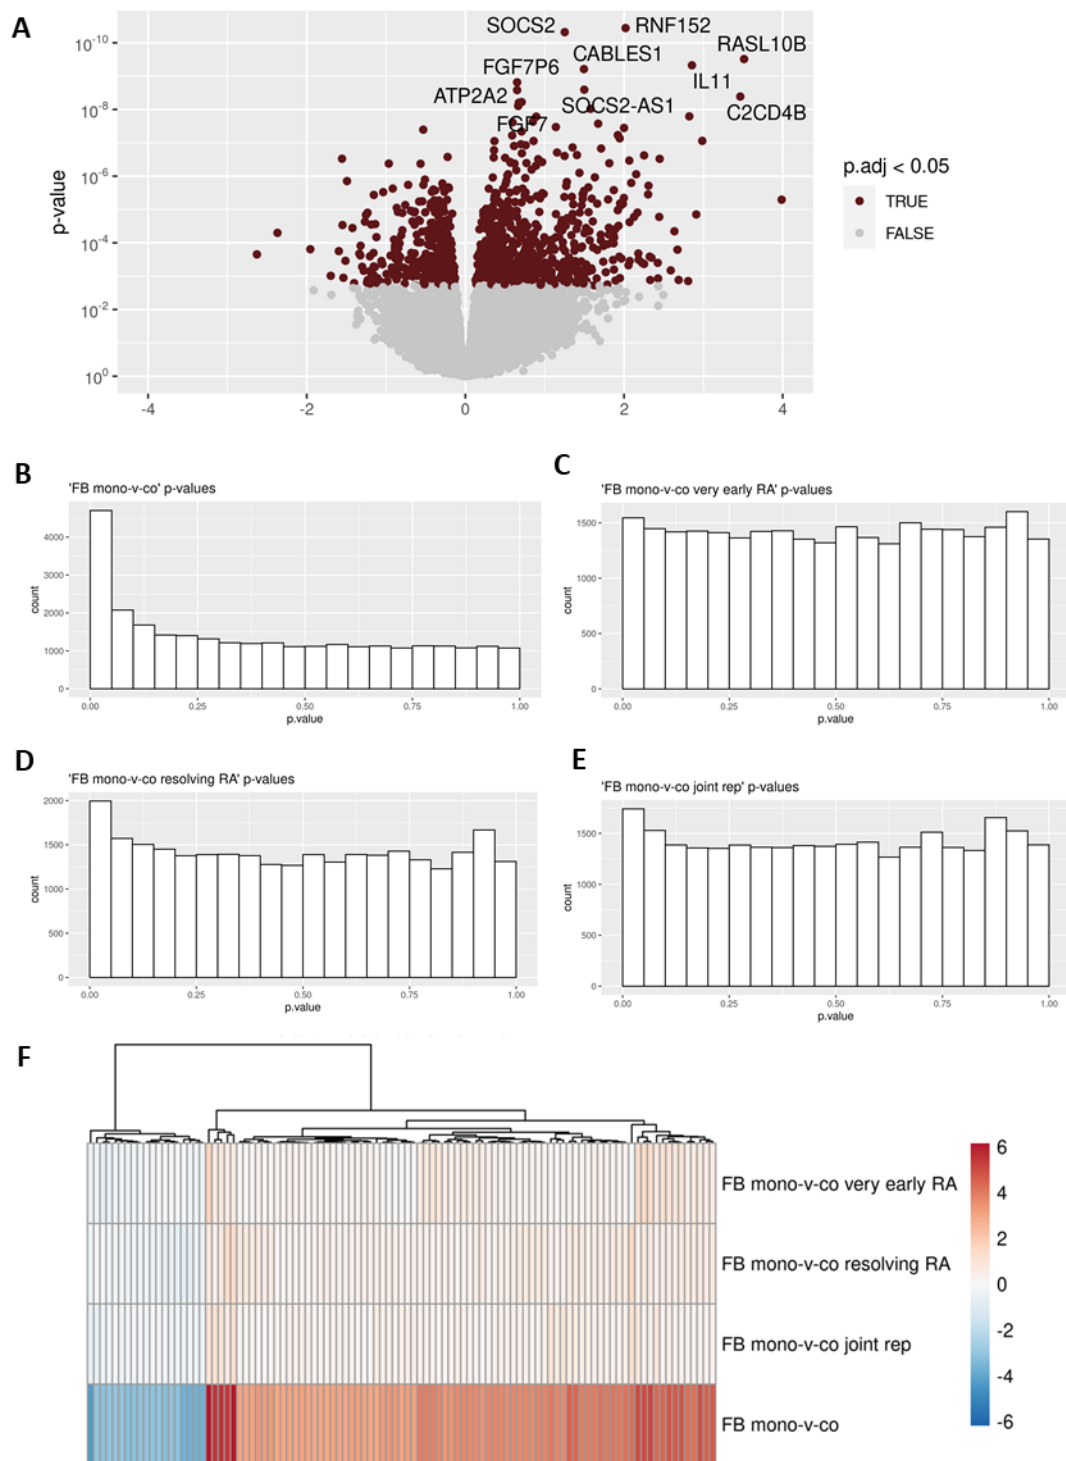 A
SOCS2
RNF152
RASL10B
CABLES1
FGF7P6
IL11
ATP2A2
SOCS2-AS1
C2CD4B
FGF7
p-value
10-10
10-8
10-6
10-4
10-2
100
-4 -2 0 2 4
p.adj < 0.05
TRUE
FALSE
B
'FB mono-v-co' p-values
count
4000
3000
2000
1000
0
0.00 0.25 0.50 0.75 1.00
p.value
C
'FB mono-v-co very early RA' p-values
count
1500
1000
500
0
0.00 0.25 0.50 0.75 1.00
p.value
D
'FB mono-v-co resolving RA' p-values
count
2000
1500
1000
500
0
0.00 0.25 0.50 0.75 1.00
p.value
E
'FB mono-v-co joint rep' p-values
count
1500
1000
500
0
0.00 0.25 0.50 0.75 1.00
p.value
F
FB mono-v-co very early RA
FB mono-v-co resolving RA
FB mono-v-co joint rep
FB mono-v-co
6
4
2
0
-2
-4
-6